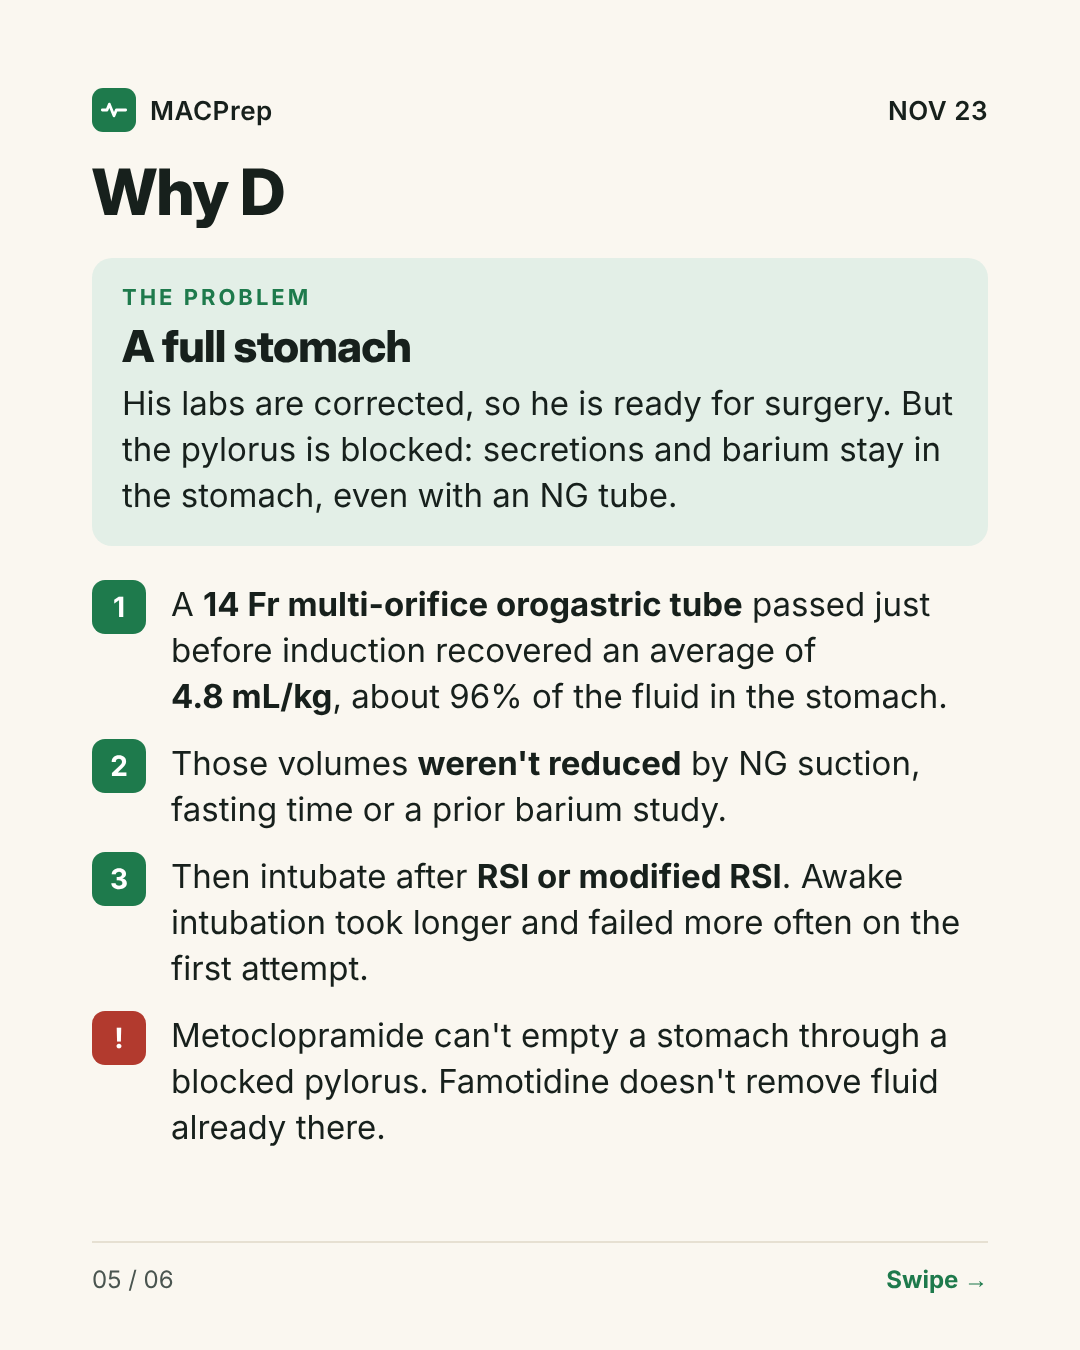 MACPrep
NOV 23
Why D
THE PROBLEM
A full stomach
His labs are corrected, so he is ready for surgery. But
the pylorus is blocked: secretions and barium stay in
the stomach, even with an NG tube.
1
A 14 Fr multi-orifice orogastric tube passed just
before induction recovered an average of
4.8 mL/kg, about 96% of the fluid in the stomach.
2
Those volumes weren't reduced by NG suction,
fasting time or a prior barium study.
3
Then intubate after RSI or modified RSI. Awake
intubation took longer and failed more often on the
first attempt.
!
Metoclopramide can't empty a stomach through a
blocked pylorus. Famotidine doesn't remove fluid
already there.
05 / 06
Swipe →